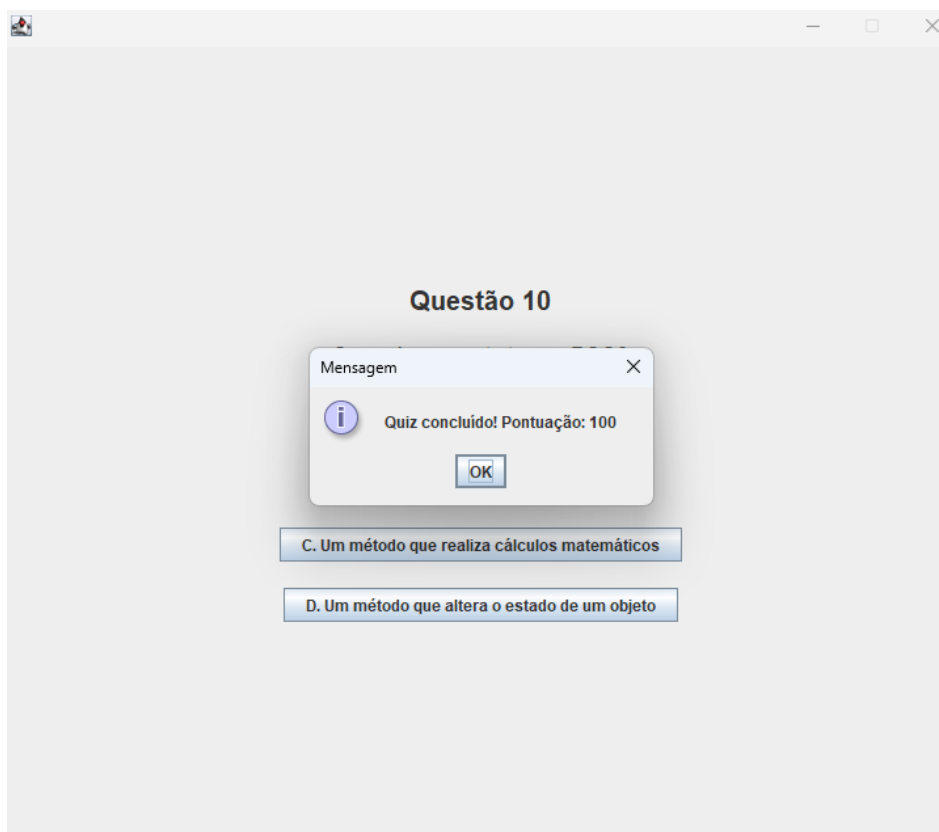 Questão 10
Mensagem
Quiz concluído! Pontuação: 100
OK
C. Um método que realiza cálculos matemáticos
D. Um método que altera o estado de um objeto